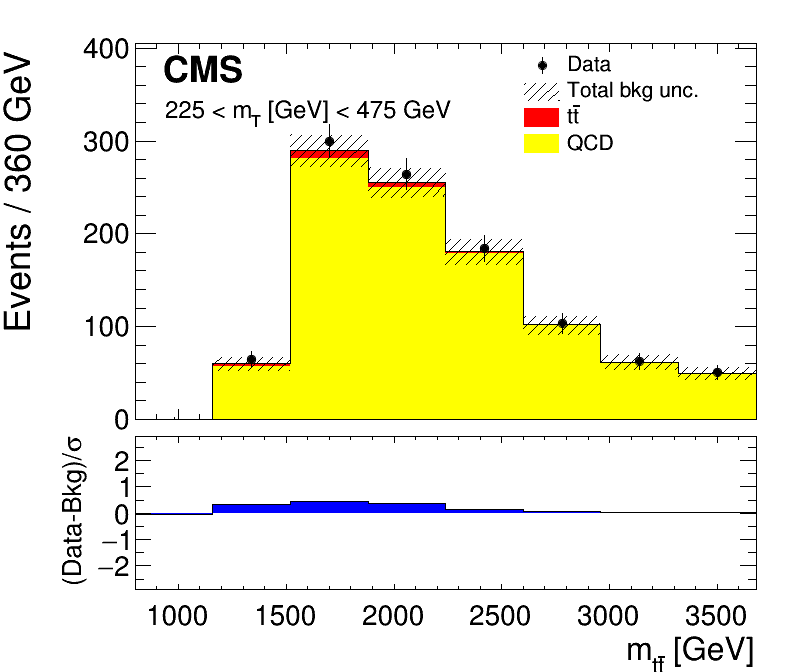 Events / 360 GeV
400
300
200
100
0
CMS
225 < m_T [GeV] < 475 GeV
Data
Total bkg unc.
tt̄
QCD
(Data-Bkg)/σ
2
1
0
−1
−2
1000 1500 2000 2500 3000 3500
m_tt̄ [GeV]